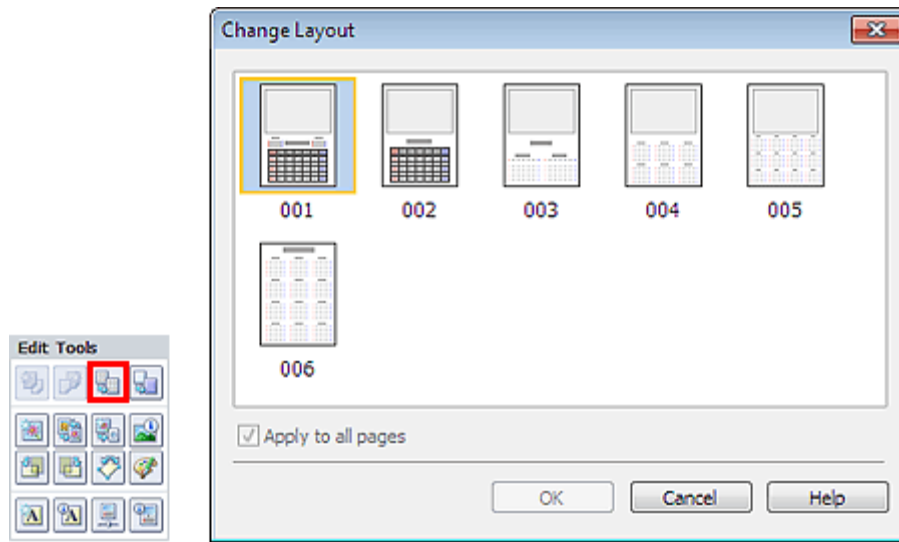 Change Layout
001 002 003 004 005
006
Edit Tools
Apply to all pages
OK Cancel Help